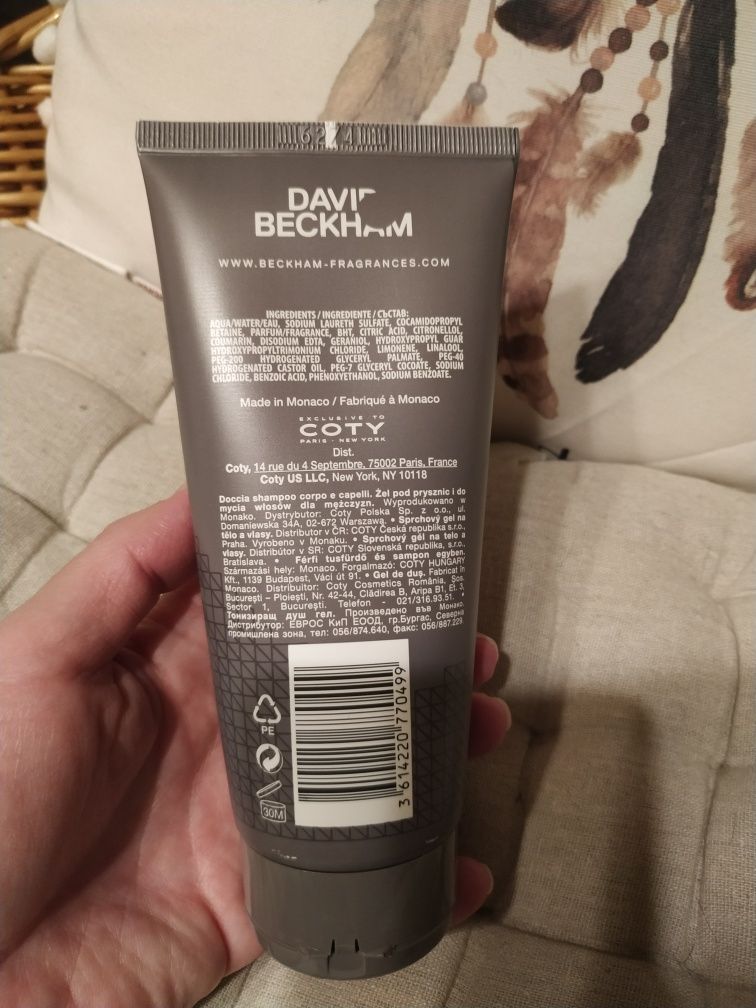 6274
DAVID
BECKHAM
WWW.BECKHAM-FRAGRANCES.COM
INGREDIENTS / INGREDIENTE / СЪСТАВ:
AQUA/WATER/EAU, SODIUM LAURETH SULFATE, COCAMIDOPROPYL
BETAINE, PARFUM/FRAGRANCE, BHT, CITRIC ACID, CITRONELLOL,
COUMARIN, DISODIUM EDTA, GERANIOL, HYDROXYPROPYL GUAR
HYDROXYPROPYLTRIMONIUM CHLORIDE, LIMONENE, LINALOOL,
PEG-200 HYDROGENATED GLYCERYL PALMATE, PEG-40
HYDROGENATED CASTOR OIL, PEG-7 GLYCERYL COCOATE, SODIUM
CHLORIDE, BENZOIC ACID, PHENOXYETHANOL, SODIUM BENZOATE.
Made in Monaco / Fabriqué à Monaco
EXCLUSIVE TO
COTY
PARIS · NEW YORK
Dist.
Coty, 14 rue du 4 Septembre, 75002 Paris, France
Coty US LLC, New York, NY 10118
Doccia shampoo corpo e capelli. Żel pod prysznic i do
mycia włosów dla mężczyzn. Wyprodukowano w
Monako. Dystrybutor: Coty Polska Sp. z o.o., ul.
Domaniewska 34A, 02-672 Warszawa. • Sprchový gel na
tělo a vlasy. Distributor v ČR: COTY Česká republika s.r.o.,
Praha. Vyrobeno v Monaku. • Sprchový gél na telo a
vlasy. Distribútor v SR: COTY Slovenská republika, s.r.o.,
Bratislava. • Férfi tusfürdő és sampon egyben.
Származási hely: Monaco. Forgalmazó: COTY HUNGARY
Kft., 1139 Budapest, Váci út 91. • Gel de duş. Fabricat în
Monaco. Distribuitor: Coty Cosmetics România, Şos.
Bucureşti – Ploieşti, Nr. 42-44, Clădirea B, Aripa B1, Et. 3,
Sector 1, Bucureşti. Telefon - 021/316.93.51. •
Тонизиращ душ гел. Произведено във Монако.
Дистрибутор: ЕВРОС КиП ЕООД, гр.Бургас, Северна
промишлена зона, тел: 056/874.640, факс: 056/887.229.
PE
30M
3 614220 770499